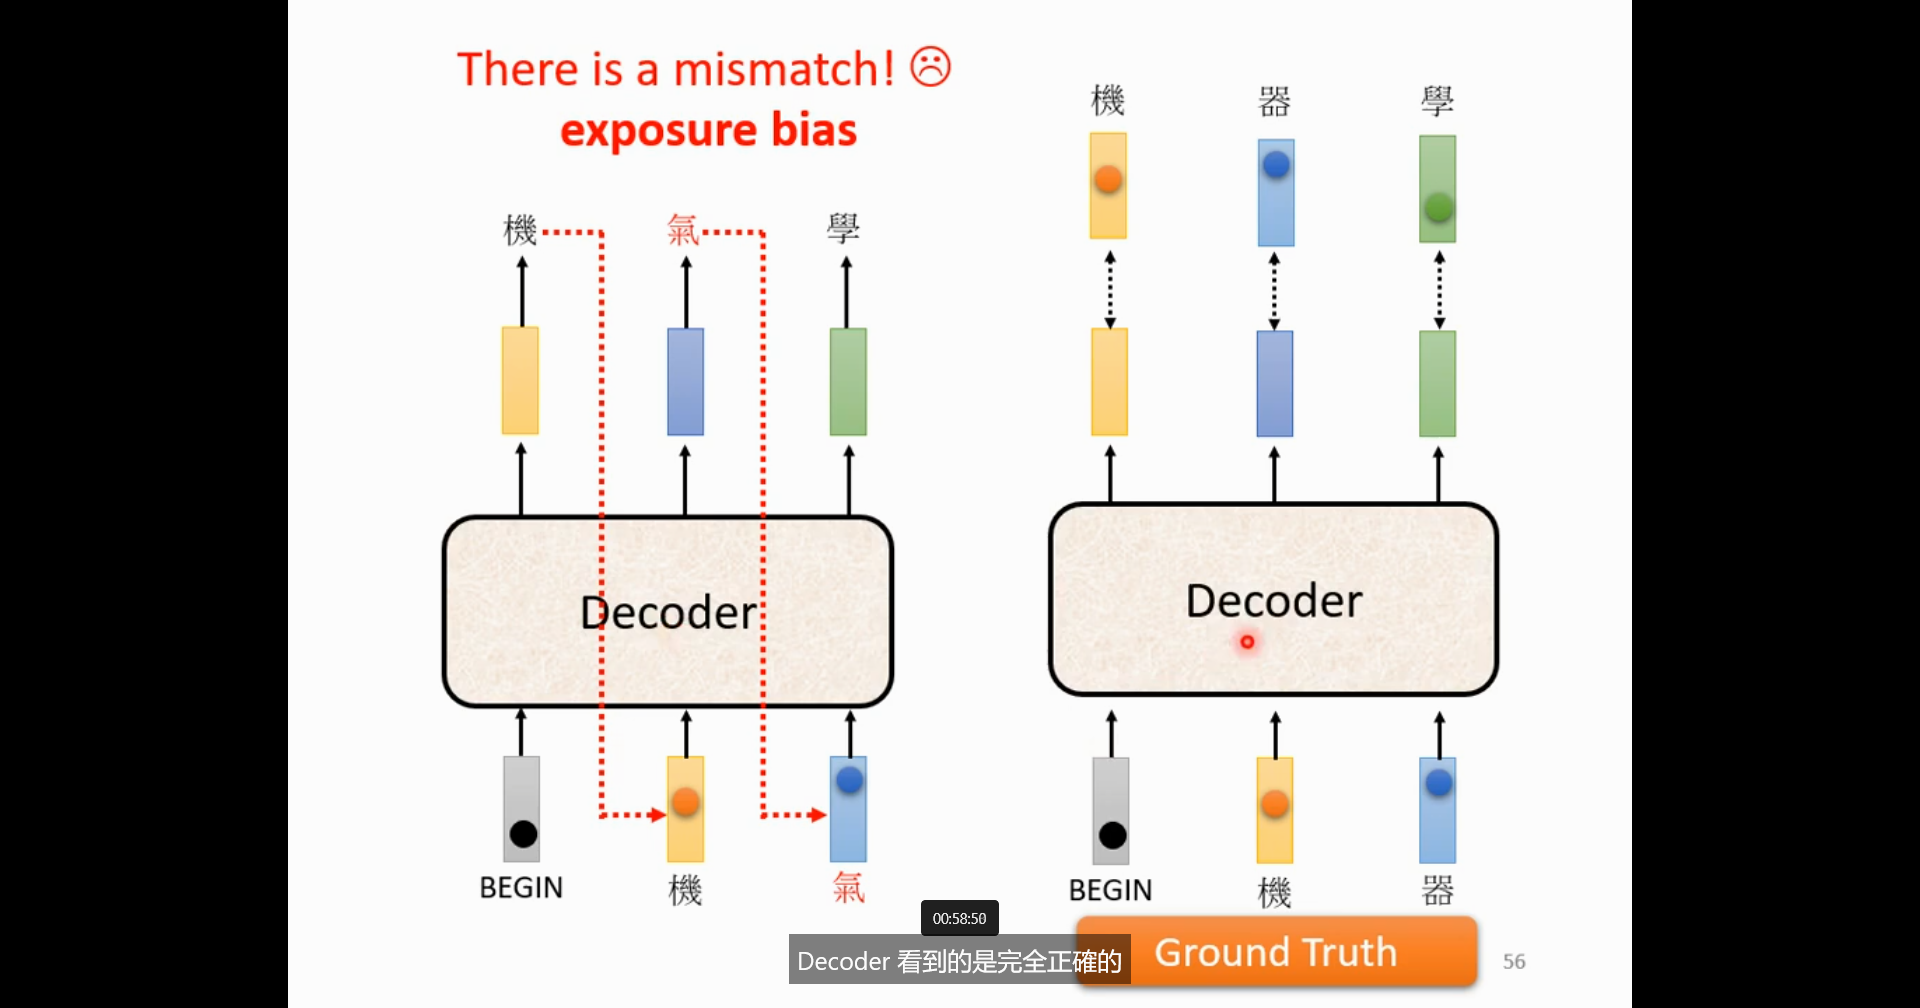 There is a mismatch! ☹
exposure bias
機 氣 學
Decoder
BEGIN 機 氣
機 器 學
Decoder
BEGIN 機 器
Ground Truth
00:58:50
Decoder 看到的是完全正確的
56